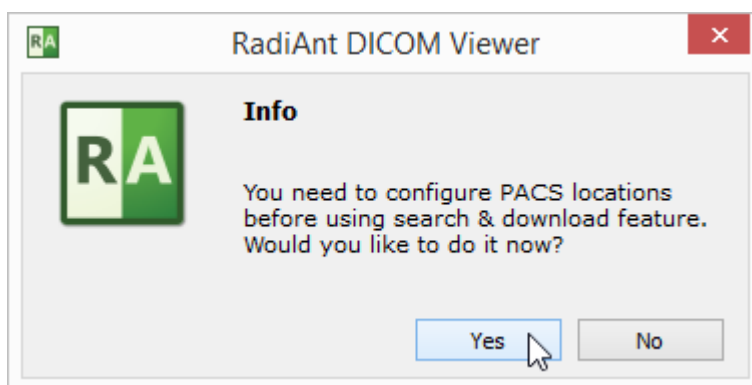 RA
RadiAnt DICOM Viewer
RA
Info
You need to configure PACS locations
before using search & download feature.
Would you like to do it now?
Yes
No